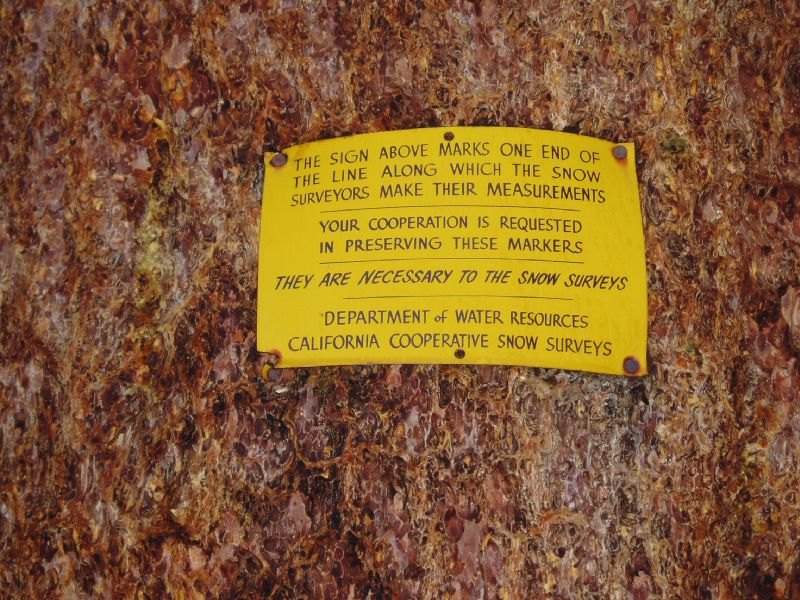 THE SIGN ABOVE MARKS ONE END OF
THE LINE ALONG WHICH THE SNOW
SURVEYORS MAKE THEIR MEASUREMENTS
YOUR COOPERATION IS REQUESTED
IN PRESERVING THESE MARKERS
THEY ARE NECESSARY TO THE SNOW SURVEYS
DEPARTMENT of WATER RESOURCES
CALIFORNIA COOPERATIVE SNOW SURVEYS